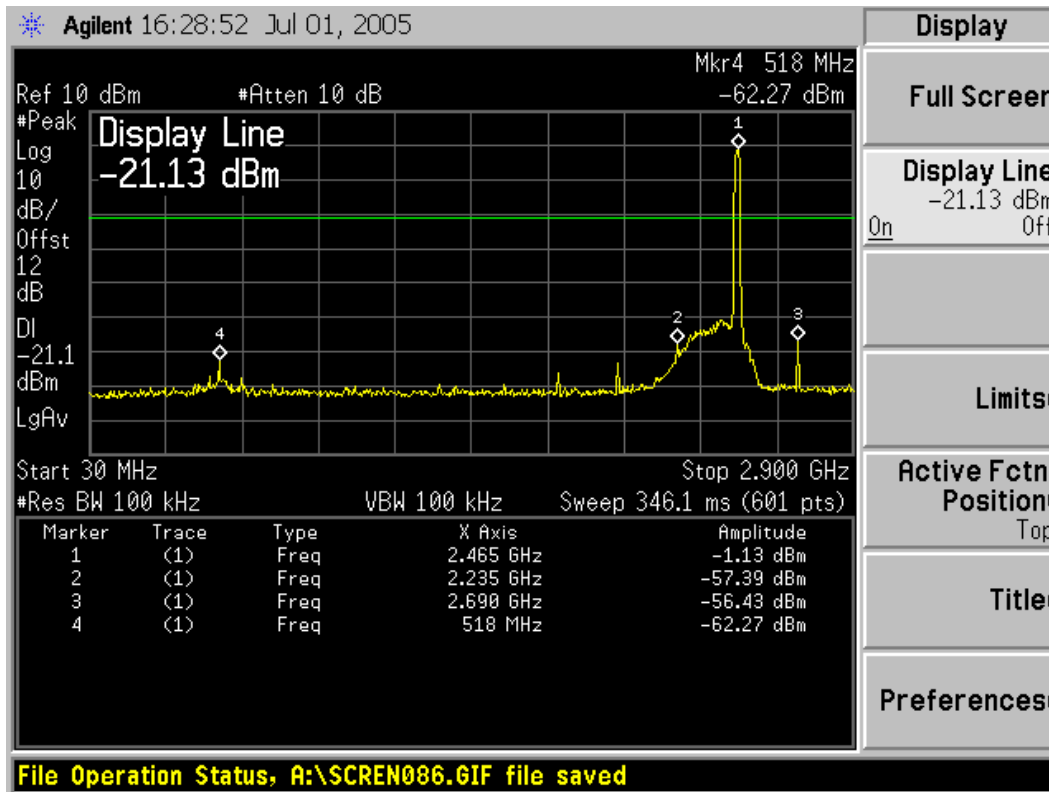 Agilent 16:28:52 Jul 01, 2005
Display
Mkr4 518 MHz
Ref 10 dBm #Atten 10 dB -62.27 dBm
#Peak
Log
10
dB/
Offst
12
dB
DI
-21.1
dBm
LgAv
Display Line
-21.13 dBm
1
2
3
4
Start 30 MHz Stop 2.900 GHz
#Res BW 100 kHz VBW 100 kHz Sweep 346.1 ms (601 pts)
Marker Trace Type X Axis Amplitude
1 (1) Freq 2.465 GHz -1.13 dBm
2 (1) Freq 2.235 GHz -57.39 dBm
3 (1) Freq 2.690 GHz -56.43 dBm
4 (1) Freq 518 MHz -62.27 dBm
Full Screen
Display Line
-21.13 dBm
On Off
Limits
Active Fctn
Position
Top
Title
Preferences
File Operation Status, A:\SCREN086.GIF file saved